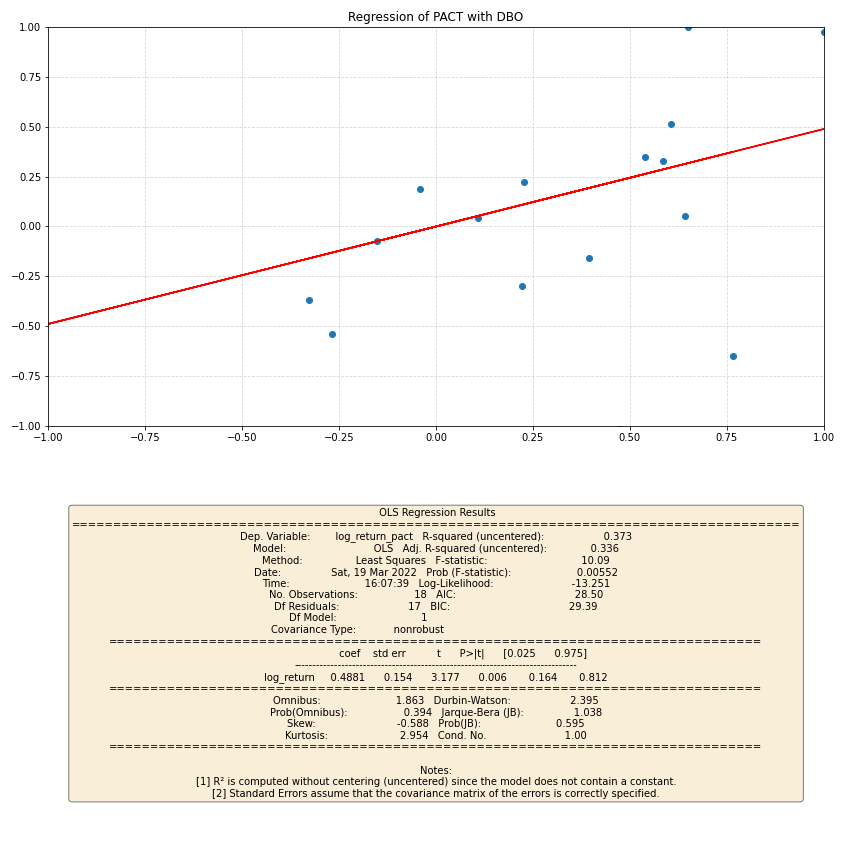 Regression of PACT with DBO
1.00
0.75
0.50
0.25
0.00
−0.25
−0.50
−0.75
−1.00
−1.00 −0.75 −0.50 −0.25 0.00 0.25 0.50 0.75 1.00
OLS Regression Results
==============================================================================
Dep. Variable: log_return_pact R-squared (uncentered): 0.373
Model: OLS Adj. R-squared (uncentered): 0.336
Method: Least Squares F-statistic: 10.09
Date: Sat, 19 Mar 2022 Prob (F-statistic): 0.00552
Time: 16:07:39 Log-Likelihood: -13.251
No. Observations: 18 AIC: 28.50
Df Residuals: 17 BIC: 29.39
Df Model: 1
Covariance Type: nonrobust
==============================================================================
coef std err t P>|t| [0.025 0.975]
------------------------------------------------------------------------------
log_return 0.4881 0.154 3.177 0.006 0.164 0.812
==============================================================================
Omnibus: 1.863 Durbin-Watson: 2.395
Prob(Omnibus): 0.394 Jarque-Bera (JB): 1.038
Skew: -0.588 Prob(JB): 0.595
Kurtosis: 2.954 Cond. No. 1.00
==============================================================================
Notes:
[1] R² is computed without centering (uncentered) since the model does not contain a constant.
[2] Standard Errors assume that the covariance matrix of the errors is correctly specified.